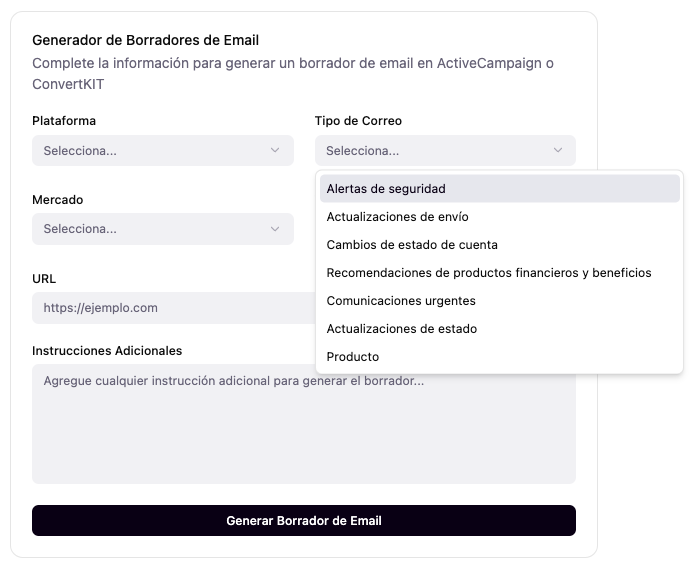 Generador de Borradores de Email
Complete la información para generar un borrador de email en ActiveCampaign o
ConvertKIT
Plataforma
Selecciona...
Tipo de Correo
Selecciona...
Alertas de seguridad
Actualizaciones de envío
Cambios de estado de cuenta
Recomendaciones de productos financieros y beneficios
Comunicaciones urgentes
Actualizaciones de estado
Producto
Mercado
Selecciona...
URL
https://ejemplo.com
Instrucciones Adicionales
Agregue cualquier instrucción adicional para generar el borrador...
Generar Borrador de Email